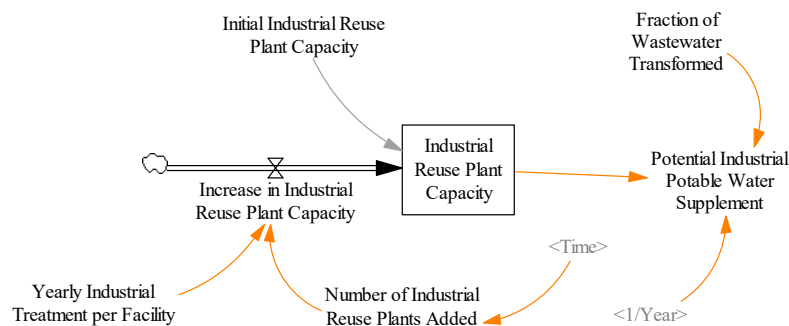 Initial Industrial Reuse
Plant Capacity
Fraction of
Wastewater
Transformed
Industrial
Reuse Plant
Capacity
Potential Industrial
Potable Water
Supplement
Increase in Industrial
Reuse Plant Capacity
<Time>
Yearly Industrial
Treatment per Facility
Number of Industrial
Reuse Plants Added
<1/Year>